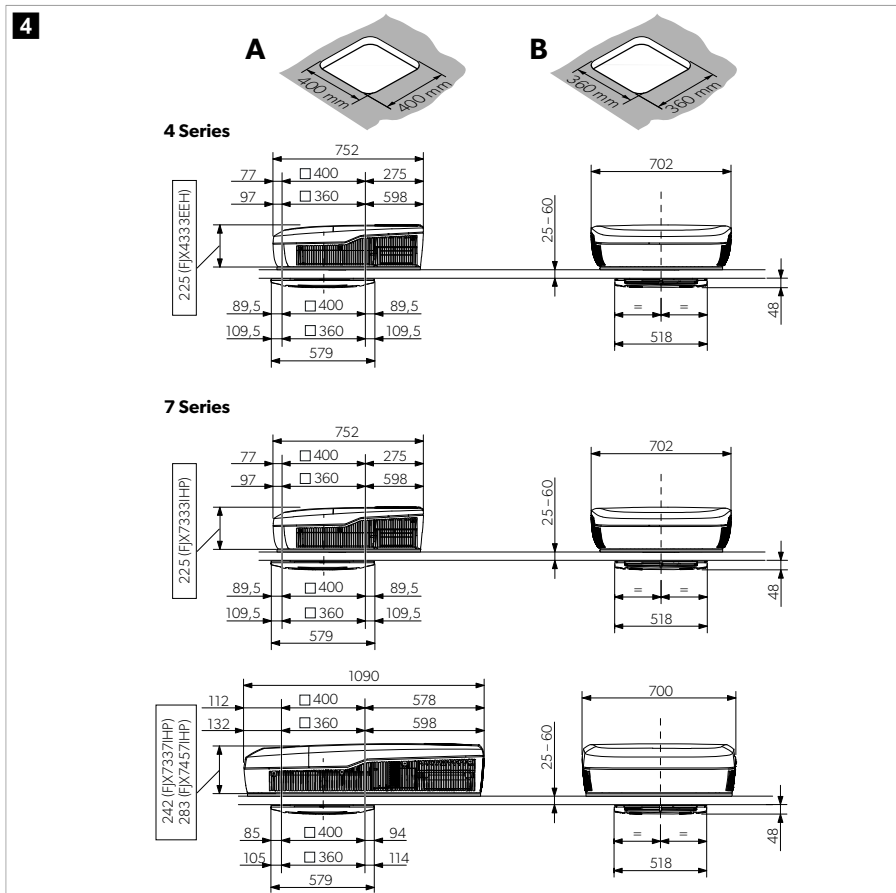 4
A
B
400 mm 400 mm
360 mm 360 mm
4 Series
752
77 □ 400 275
97 □ 360 598
225 (FJX4333EEH)
89,5 □ 400 89,5
109,5 □ 360 109,5
579
702
25 – 60
= =
518
48
7 Series
752
77 □ 400 275
97 □ 360 598
225 (FJX7333IHP)
89,5 □ 400 89,5
109,5 □ 360 109,5
579
702
25 – 60
= =
518
48
1090
112 □ 400 578
132 □ 360 598
242 (FJX7337IHP)
283 (FJX7457IHP)
85 □ 400 94
105 □ 360 114
579
700
25 – 60
= =
518
48